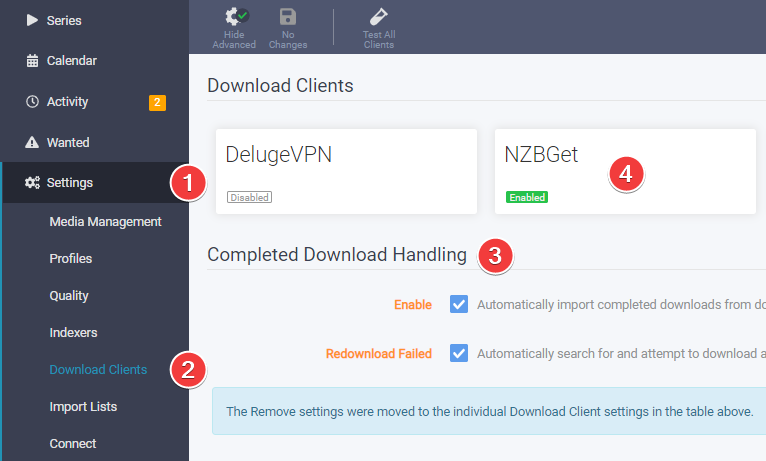 Series
Calendar
Activity 2
Wanted
Settings 1
Media Management
Profiles
Quality
Indexers
Download Clients 2
Import Lists
Connect
Hide Advanced
No Changes
Test All Clients
Download Clients
DelugeVPN
Disabled
NZBGet 4
Enabled
Completed Download Handling 3
Enable Automatically import completed downloads from do
Redownload Failed Automatically search for and attempt to download a
The Remove settings were moved to the individual Download Client settings in the table above.